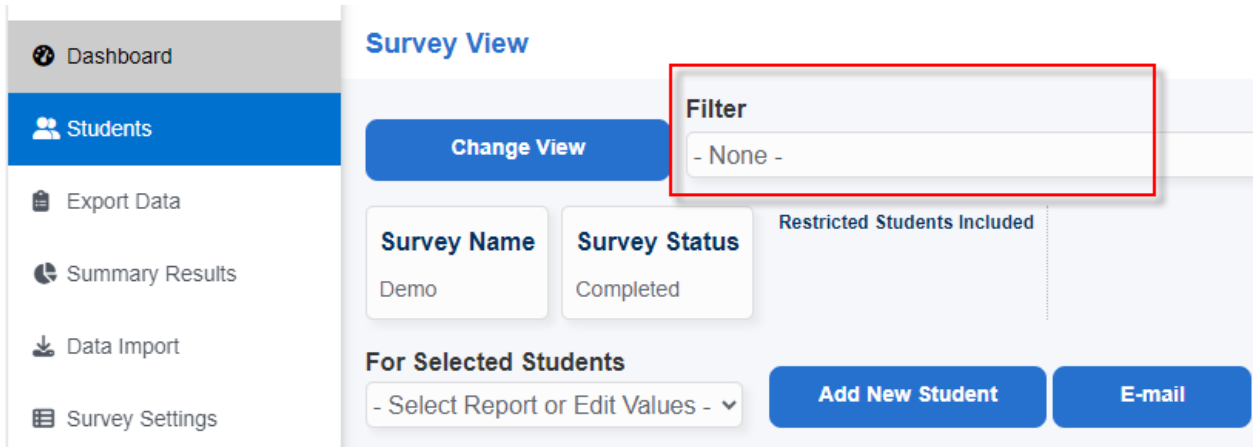 Dashboard
Students
Export Data
Summary Results
Data Import
Survey Settings
Survey View
Change View
Filter
- None -
Survey Name
Demo
Survey Status
Completed
Restricted Students Included
For Selected Students
- Select Report or Edit Values -
Add New Student
E-mail